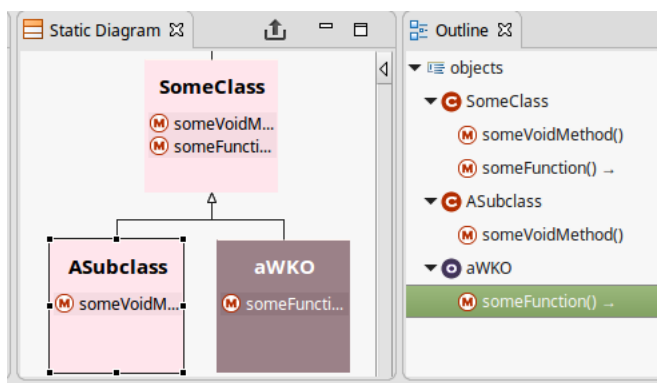 Static Diagram
SomeClass
M someVoidM...
M someFuncti...
ASubclass
M someVoidM...
aWKO
M someFuncti...
Outline
objects
C SomeClass
M someVoidMethod()
M someFunction() →
C ASubclass
M someVoidMethod()
O aWKO
M someFunction() →